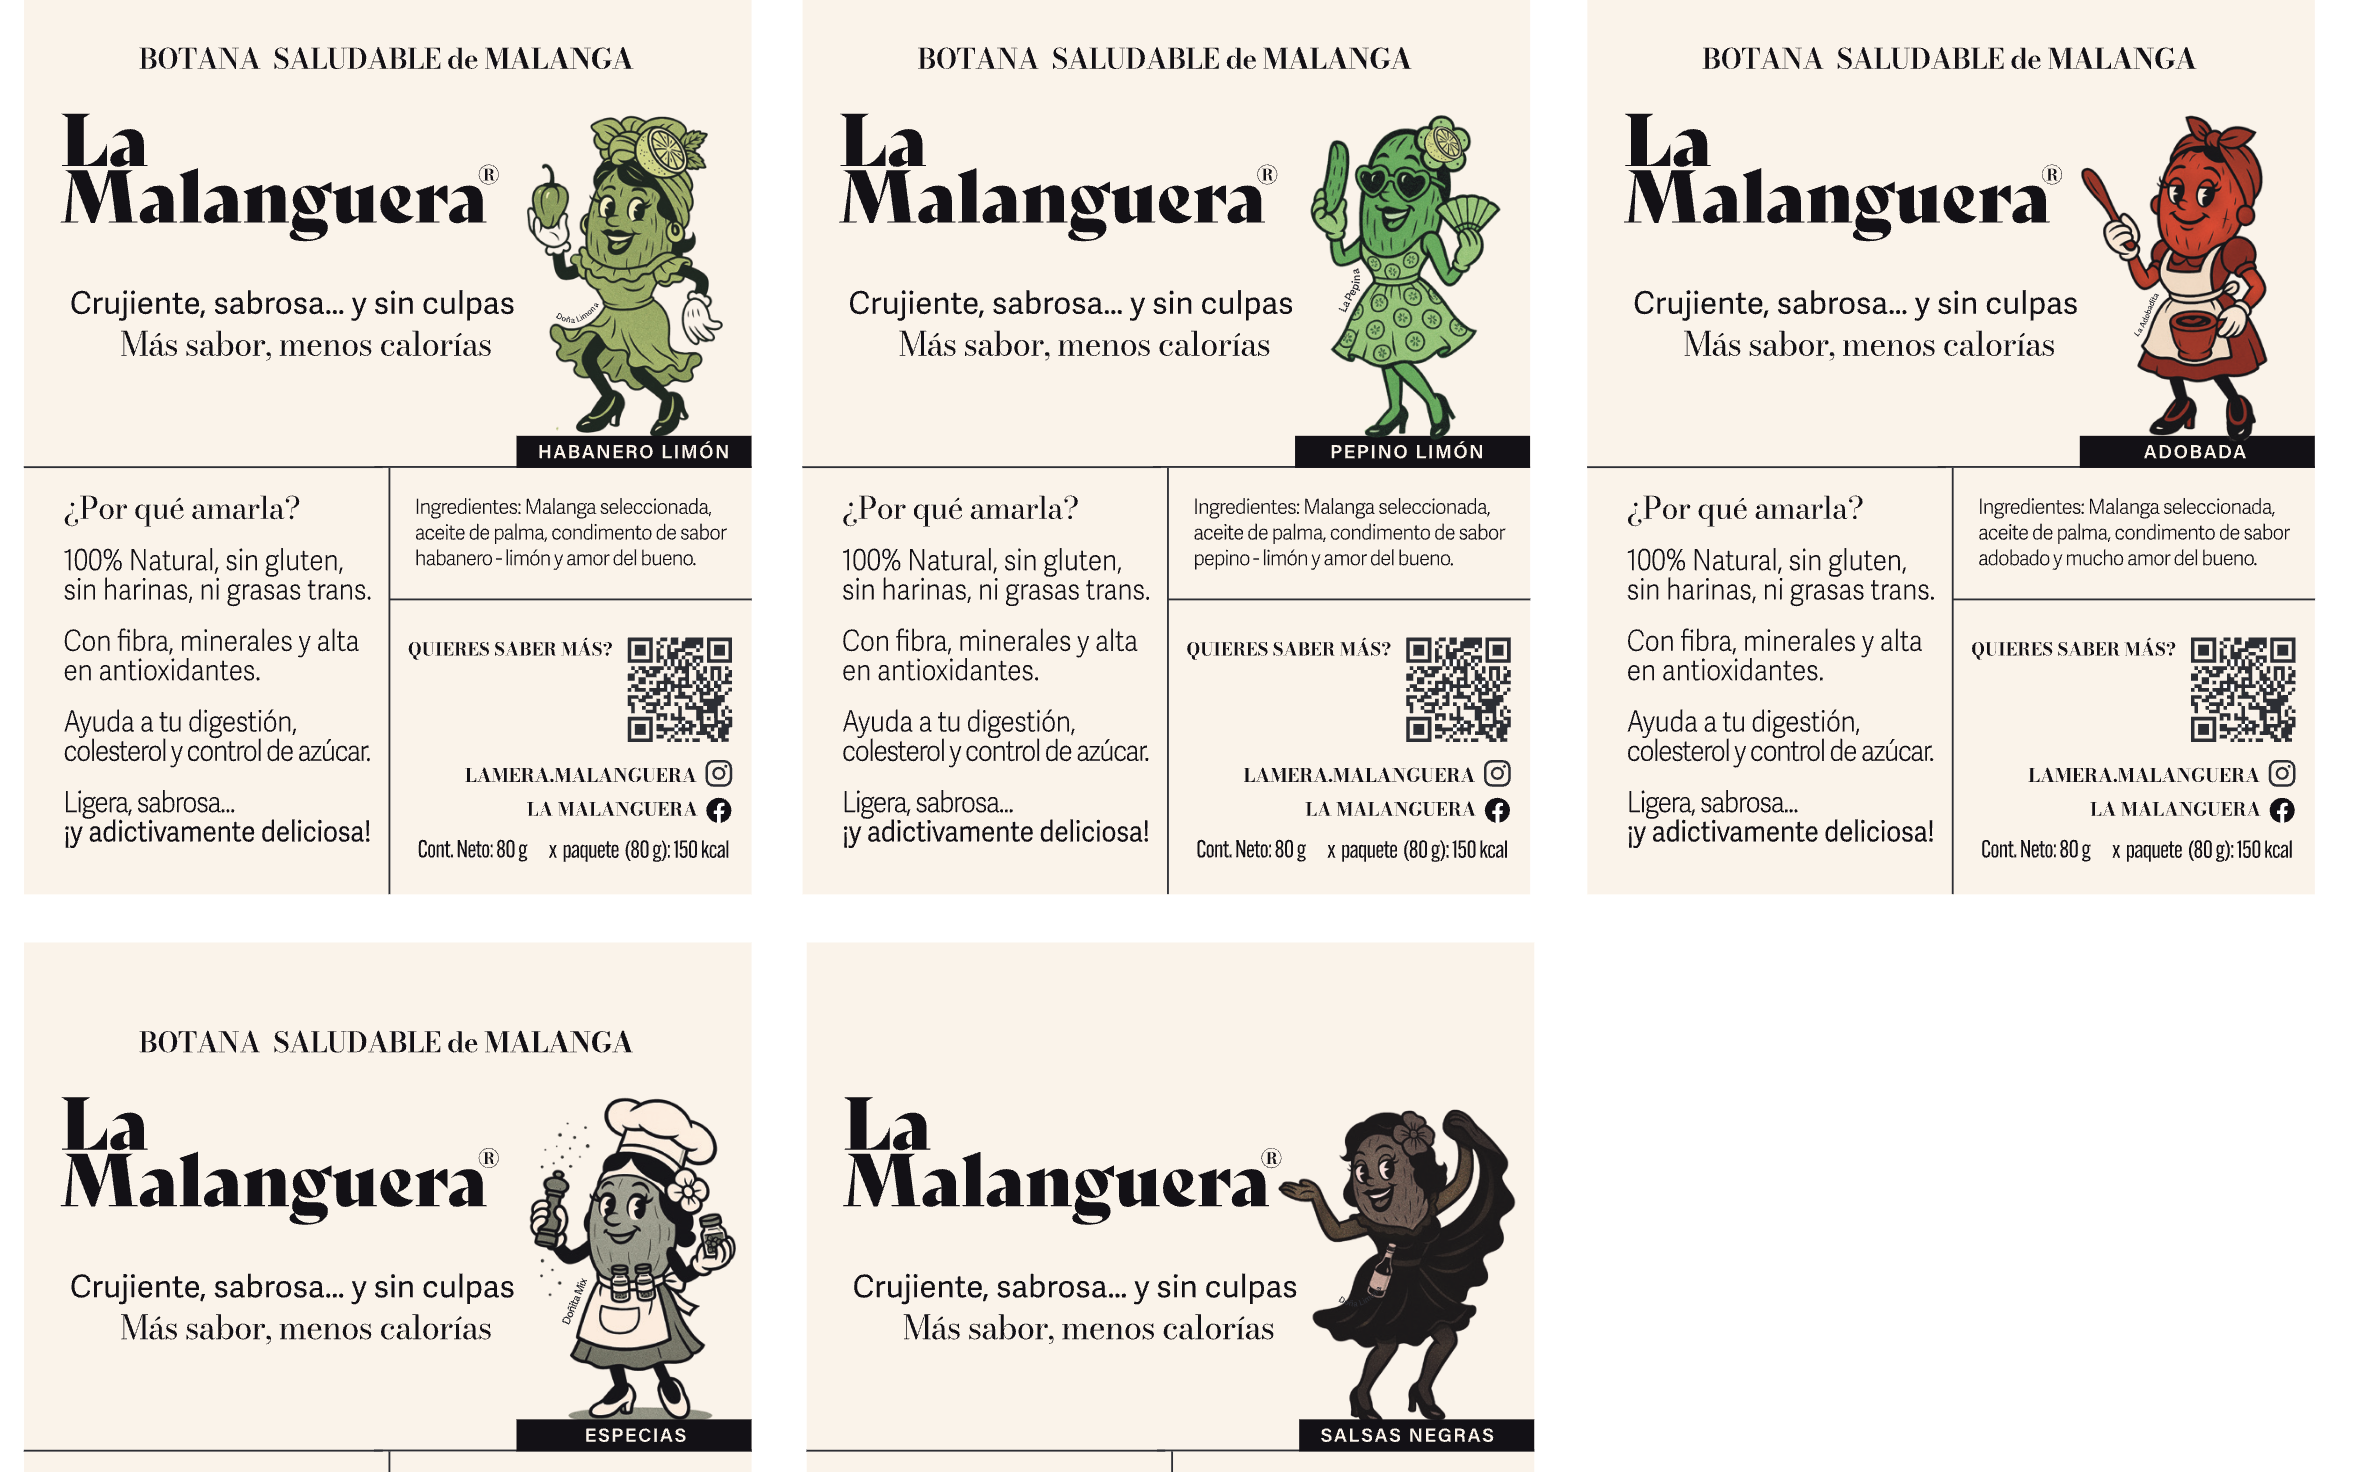 BOTANA SALUDABLE de MALANGA
La
Malanguera®
Doña Limona
Crujiente, sabrosa... y sin culpas
Más sabor, menos calorías
HABANERO LIMÓN
¿Por qué amarla?
100% Natural, sin gluten,
sin harinas, ni grasas trans.
Con fibra, minerales y alta
en antioxidantes.
Ayuda a tu digestión,
colesterol y control de azúcar.
Ligera, sabrosa...
¡y adictivamente deliciosa!
Ingredientes: Malanga seleccionada,
aceite de palma, condimento de sabor
habanero - limón y amor del bueno.
QUIERES SABER MÁS?
LAMERA.MALANGUERA
LA MALANGUERA
Cont. Neto: 80 g x paquete (80 g): 150 kcal
BOTANA SALUDABLE de MALANGA
La
Malanguera®
La Pepina
Crujiente, sabrosa... y sin culpas
Más sabor, menos calorías
PEPINO LIMÓN
¿Por qué amarla?
100% Natural, sin gluten,
sin harinas, ni grasas trans.
Con fibra, minerales y alta
en antioxidantes.
Ayuda a tu digestión,
colesterol y control de azúcar.
Ligera, sabrosa...
¡y adictivamente deliciosa!
Ingredientes: Malanga seleccionada,
aceite de palma, condimento de sabor
pepino - limón y amor del bueno.
QUIERES SABER MÁS?
LAMERA.MALANGUERA
LA MALANGUERA
Cont. Neto: 80 g x paquete (80 g): 150 kcal
BOTANA SALUDABLE de MALANGA
La
Malanguera®
La Adobadita
Crujiente, sabrosa... y sin culpas
Más sabor, menos calorías
ADOBADA
¿Por qué amarla?
100% Natural, sin gluten,
sin harinas, ni grasas trans.
Con fibra, minerales y alta
en antioxidantes.
Ayuda a tu digestión,
colesterol y control de azúcar.
Ligera, sabrosa...
¡y adictivamente deliciosa!
Ingredientes: Malanga seleccionada,
aceite de palma, condimento de sabor
adobado y mucho amor del bueno.
QUIERES SABER MÁS?
LAMERA.MALANGUERA
LA MALANGUERA
Cont. Neto: 80 g x paquete (80 g): 150 kcal
BOTANA SALUDABLE de MALANGA
La
Malanguera®
Doñita Mix
Crujiente, sabrosa... y sin culpas
Más sabor, menos calorías
ESPECIAS
La
Malanguera®
Crujiente, sabrosa... y sin culpas
Más sabor, menos calorías
SALSAS NEGRAS